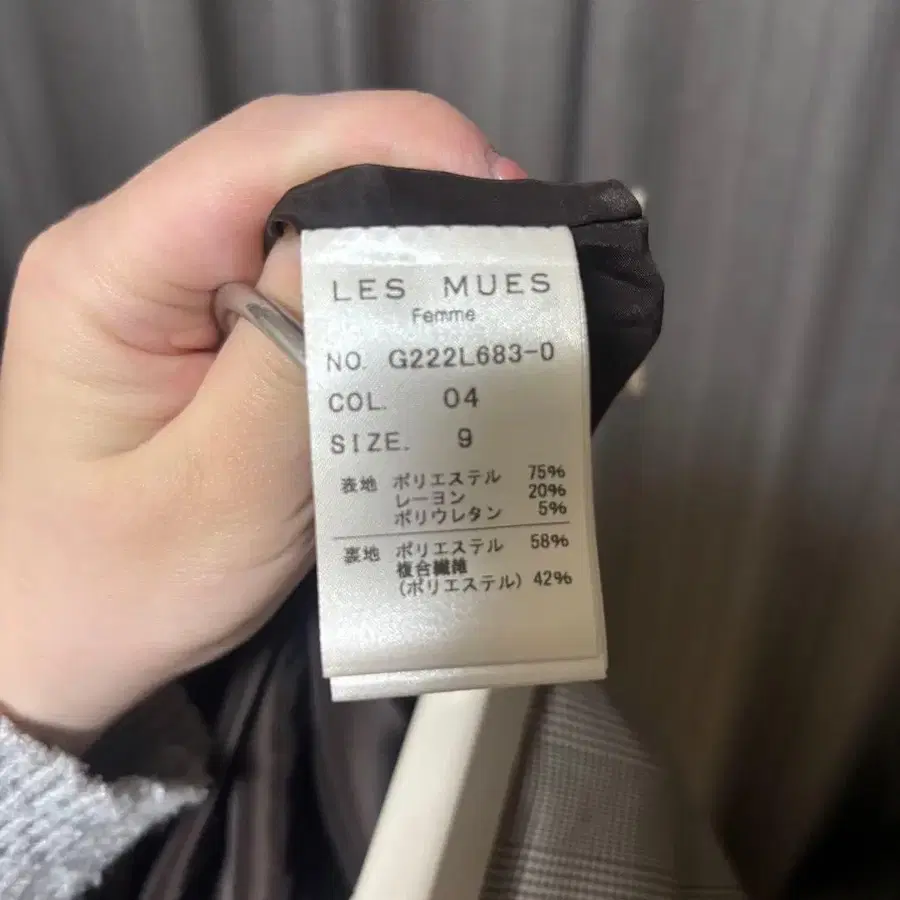 LES MUES
Femme
NO. G222L683-0
COL. 04
SIZE. 9
表地 ポリエステル 75%
レーヨン 20%
ポリウレタン 5%
裏地 ポリエステル 58%
複合繊維
(ポリエステル) 42%